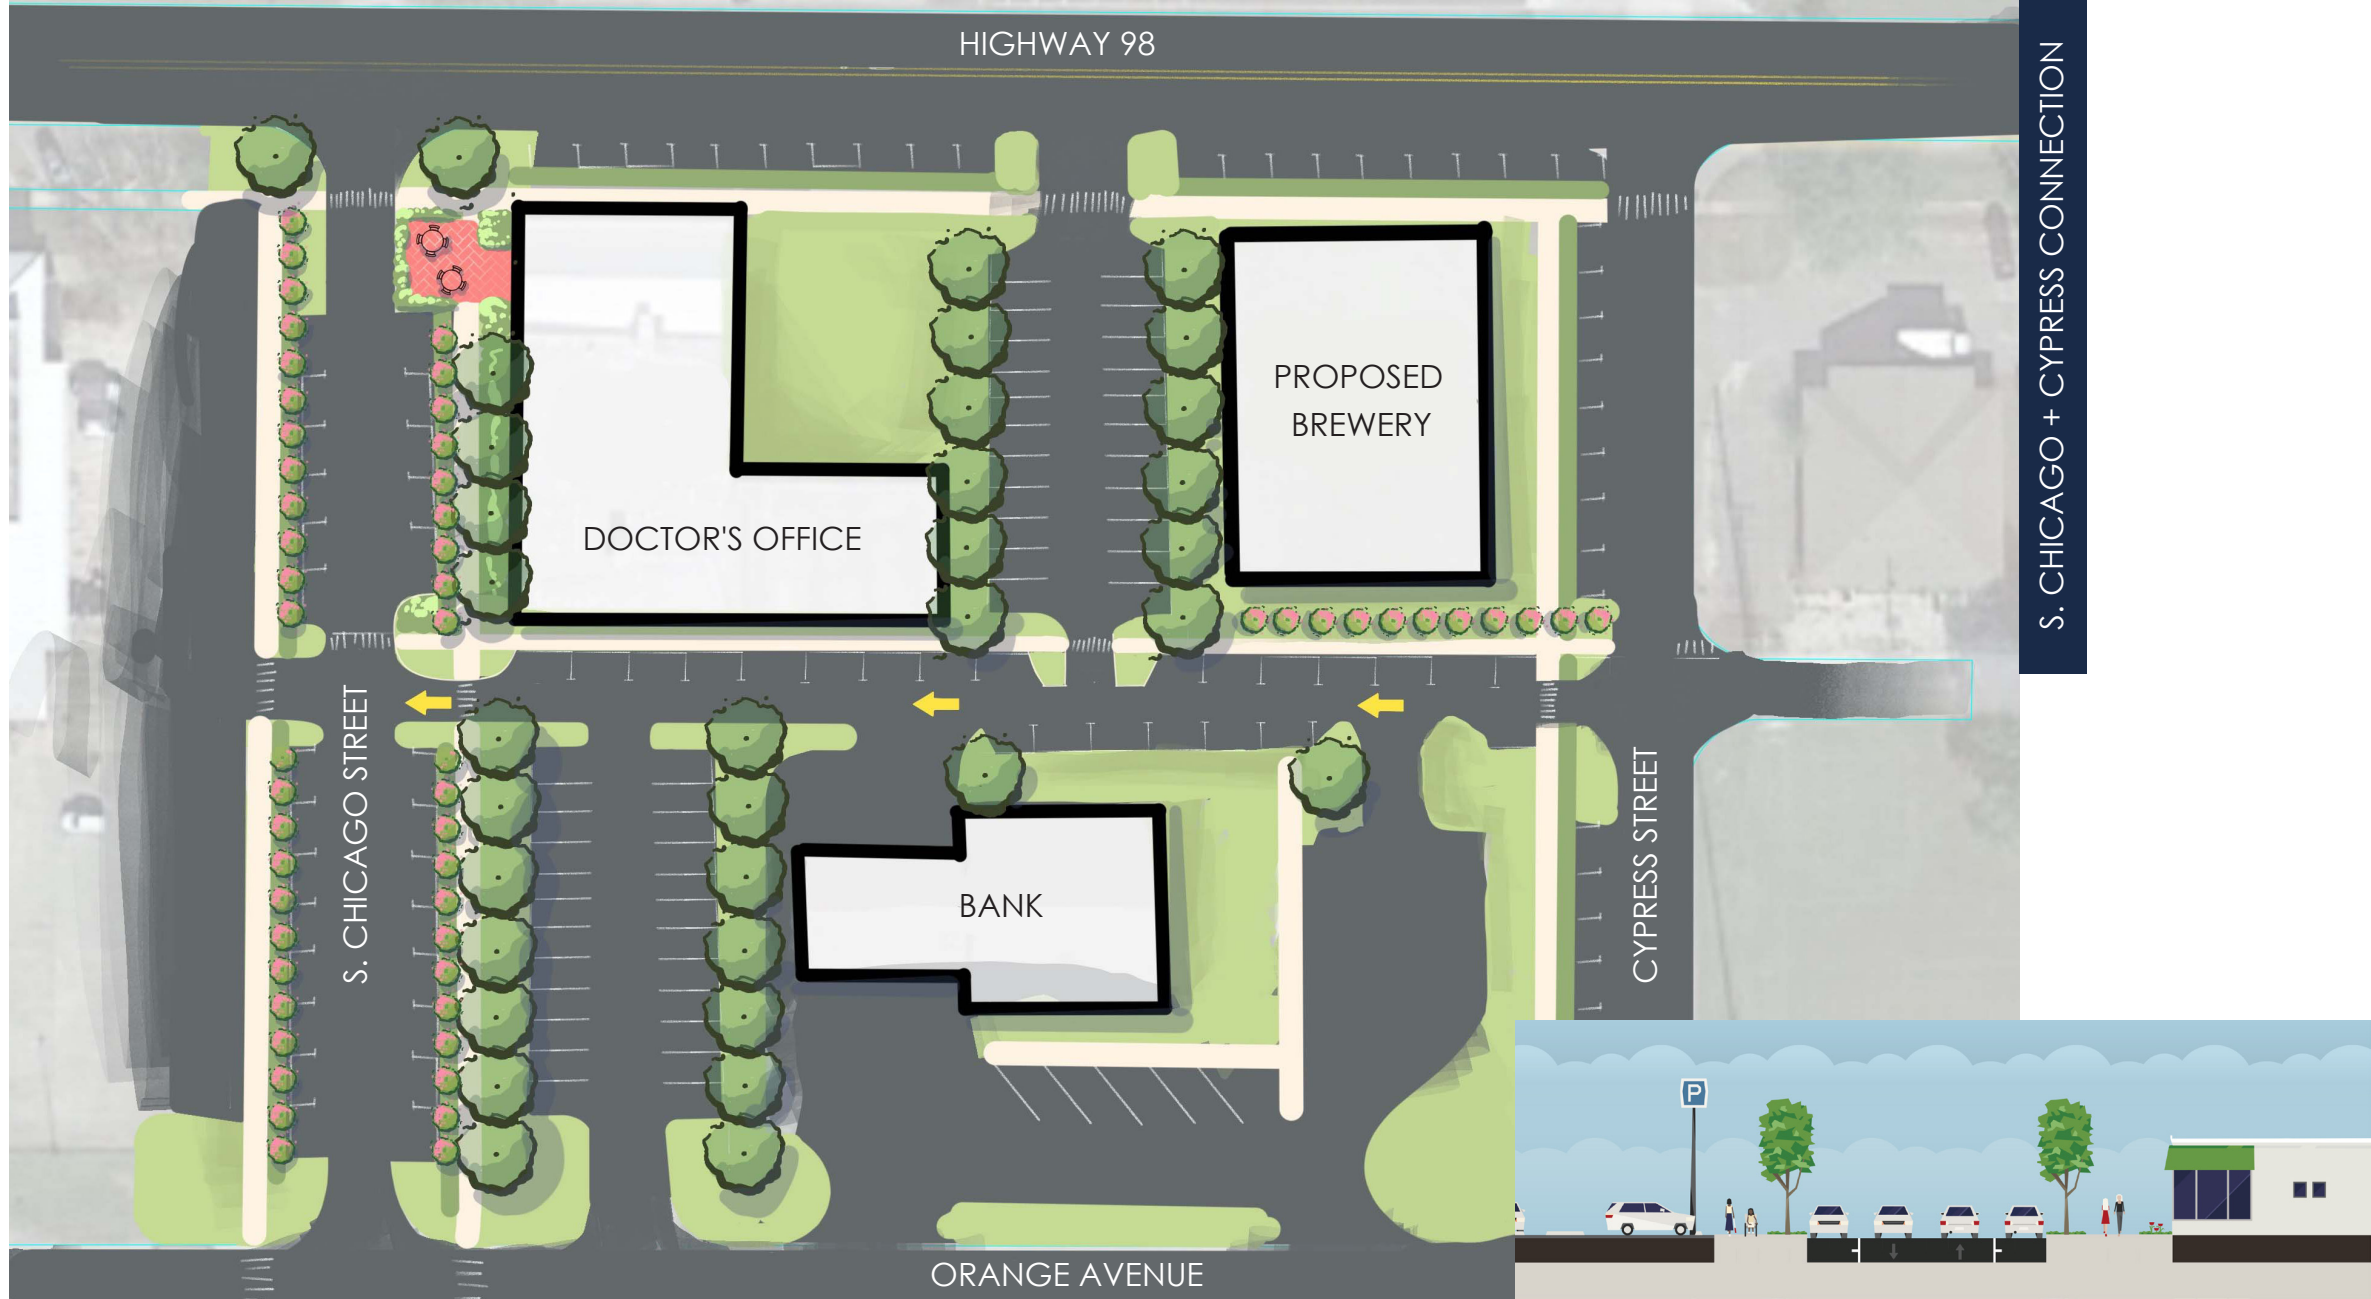 HIGHWAY 98
S. CHICAGO + CYPRESS CONNECTION
PROPOSED
BREWERY
DOCTOR'S OFFICE
S. CHICAGO STREET
BANK
CYPRESS STREET
P
ORANGE AVENUE